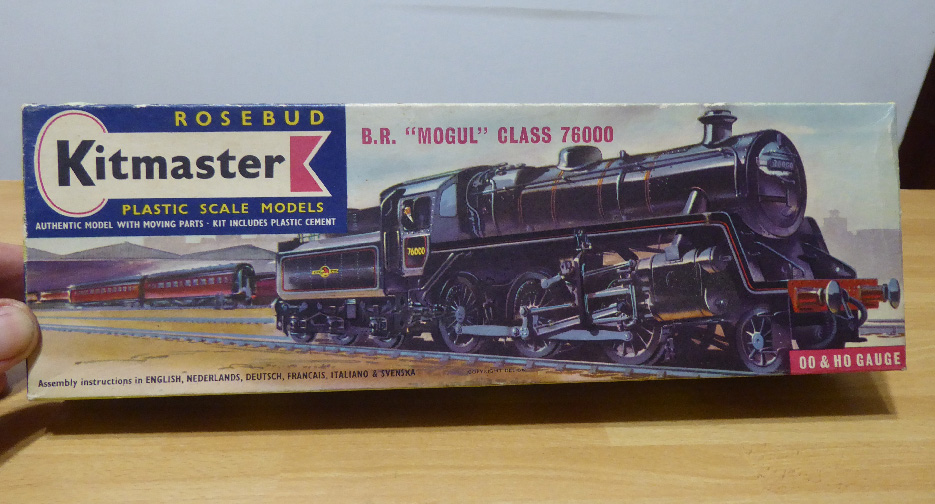 ROSEBUD
Kitmaster
PLASTIC SCALE MODELS
AUTHENTIC MODEL WITH MOVING PARTS · KIT INCLUDES PLASTIC CEMENT
B.R. "MOGUL" CLASS 76000
76000
OO & HO GAUGE
Assembly instructions in ENGLISH, NEDERLANDS, DEUTSCH, FRANCAIS, ITALIANO & SVENSKA